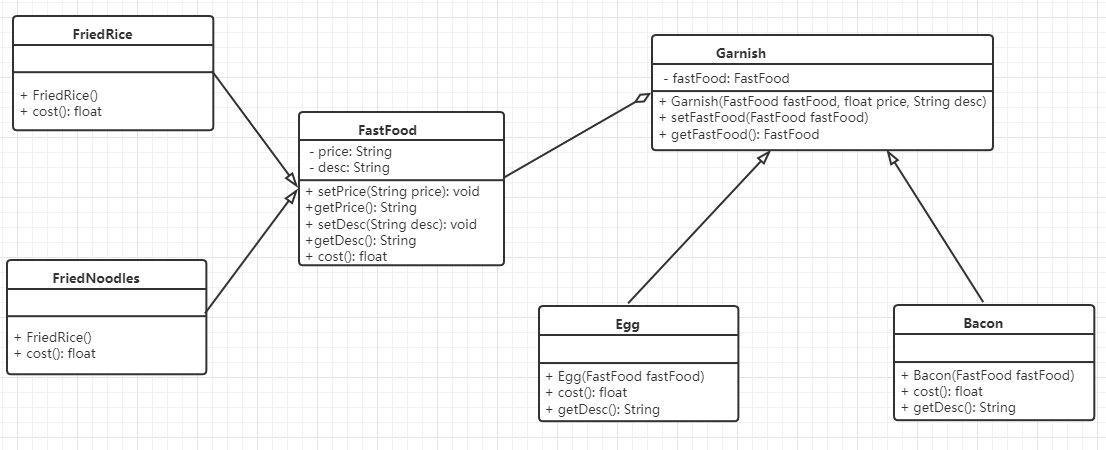 FriedRice
+ FriedRice()
+ cost(): float
FastFood
- price: String
- desc: String
+ setPrice(String price): void
+getPrice(): String
+ setDesc(String desc): void
+getDesc(): String
+ cost(): float
FriedNoodles
+ FriedRice()
+ cost(): float
Garnish
- fastFood: FastFood
+ Garnish(FastFood fastFood, float price, String desc)
+ setFastFood(FastFood fastFood)
+ getFastFood(): FastFood
Egg
+ Egg(FastFood fastFood)
+ cost(): float
+ getDesc(): String
Bacon
+ Bacon(FastFood fastFood)
+ cost(): float
+ getDesc(): String